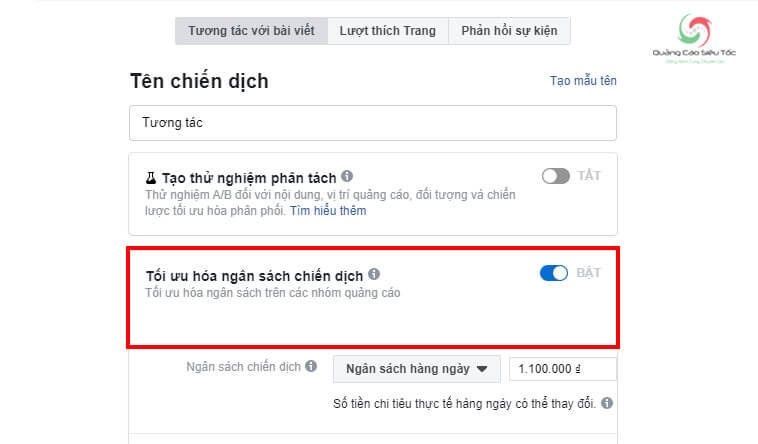 Tương tác với bài viết
Lượt thích Trang
Phản hồi sự kiện
Quảng Cáo Siêu Tốc
Tên chiến dịch
Tạo mẫu tên
Tương tác
Tạo thử nghiệm phân tách
TẮT
Thử nghiệm A/B đối với nội dung, vị trí quảng cáo, đối tượng và chiến
lược tối ưu hóa phân phối. Tìm hiểu thêm
Tối ưu hóa ngân sách chiến dịch
BẬT
Tối ưu hóa ngân sách trên các nhóm quảng cáo
Ngân sách chiến dịch
Ngân sách hàng ngày
1.100.000 ₫
Số tiền chi tiêu thực tế hàng ngày có thể thay đổi.